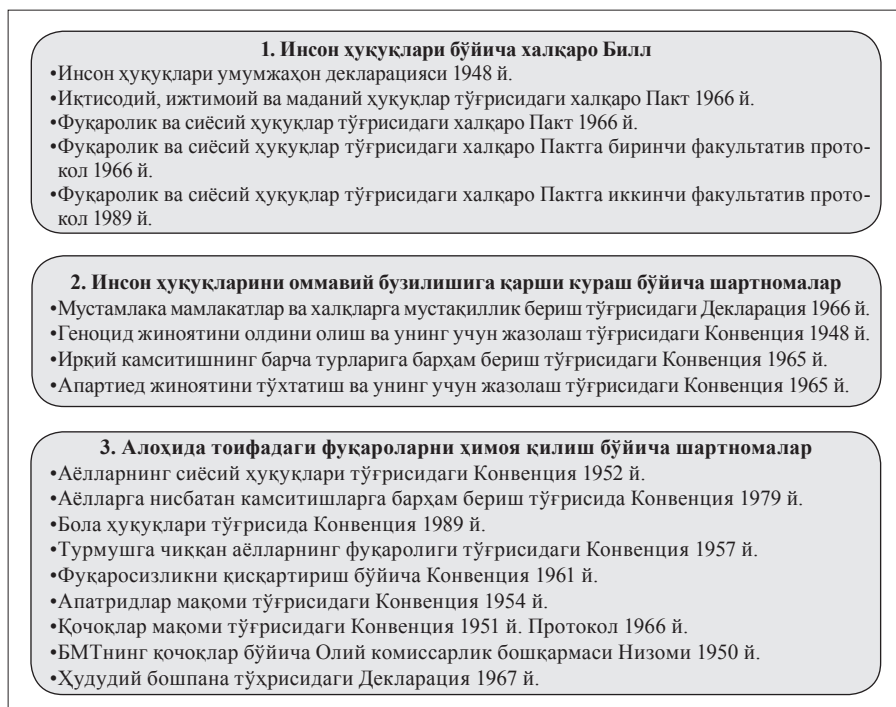 1. Инсон ҳуқуқлари бўйича халқаро Билл
•Инсон ҳуқуқлари умумжаҳон декларацияси 1948 й.
•Иқтисодий, ижтимоий ва маданий ҳуқуқлар тўғрисидаги халқаро Пакт 1966 й.
•Фуқаролик ва сиёсий ҳуқуқлар тўғрисидаги халқаро Пакт 1966 й.
•Фуқаролик ва сиёсий ҳуқуқлар тўғрисидаги халқаро Пактга биринчи факультатив прото-
кол 1966 й.
•Фуқаролик ва сиёсий ҳуқуқлар тўғрисидаги халқаро Пактга иккинчи факультатив прото-
кол 1989 й.
2. Инсон ҳуқуқларини оммавий бузилишига қарши кураш бўйича шартномалар
•Мустамлака мамлакатлар ва халқларга мустақиллик бериш тўғрисидаги Декларация 1966 й.
•Геноцид жиноятини олдини олиш ва унинг учун жазолаш тўғрисидаги Конвенция 1948 й.
•Ирқий камситишнинг барча турларига барҳам бериш тўғрисидаги Конвенция 1965 й.
•Апартиед жиноятини тўхтатиш ва унинг учун жазолаш тўғрисидаги Конвенция 1965 й.
3. Алоҳида тоифадаги фуқароларни ҳимоя қилиш бўйича шартномалар
•Аёлларнинг сиёсий ҳуқуқлари тўғрисидаги Конвенция 1952 й.
•Аёлларга нисбатан камситишларга барҳам бериш тўғрисида Конвенция 1979 й.
•Бола ҳуқуқлари тўғрисида Конвенция 1989 й.
•Турмушга чиққан аёлларнинг фуқаролиги тўғрисидаги Конвенция 1957 й.
•Фуқаросизликни қисқартириш бўйича Конвенция 1961 й.
•Апатридлар мақоми тўғрисидаги Конвенция 1954 й.
•Қочоқлар мақоми тўғрисидаги Конвенция 1951 й. Протокол 1966 й.
•БМТнинг қочоқлар бўйича Олий комиссарлик бошқармаси Низоми 1950 й.
•Ҳудудий бошпана тўҳрисидаги Декларация 1967 й.